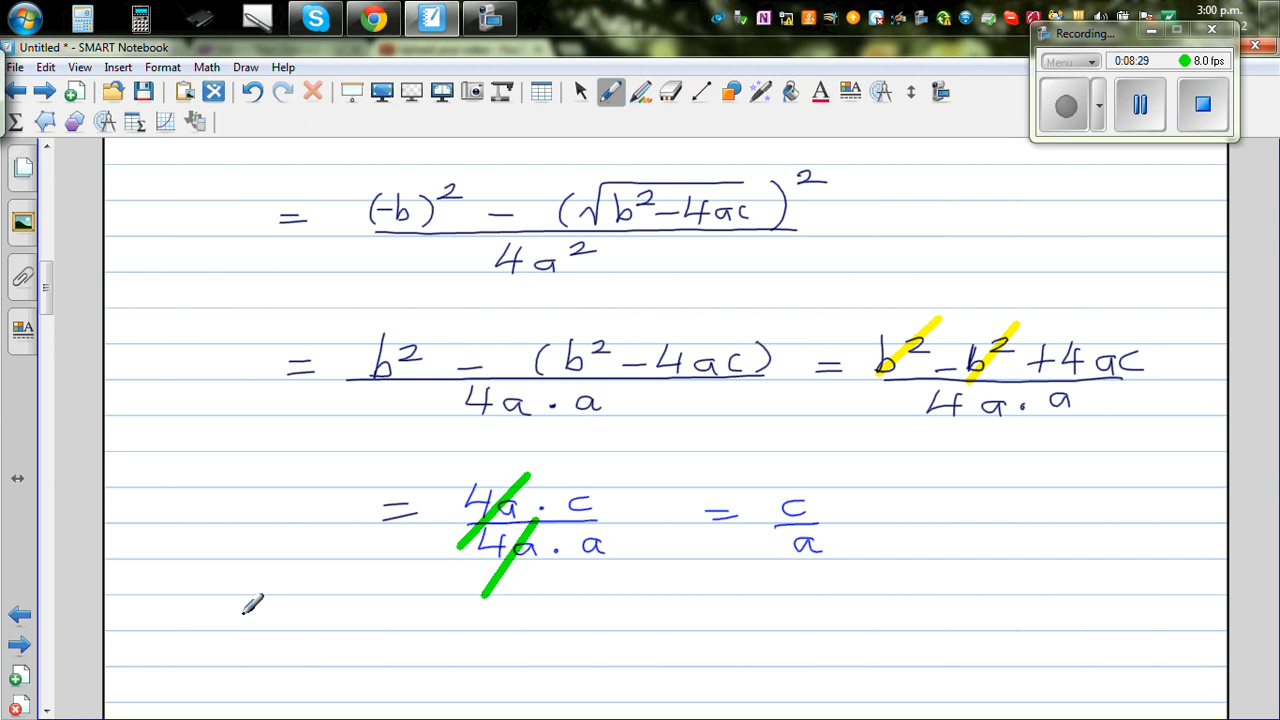 3:00 p.m.
Untitled * - SMART Notebook
Recording...
File Edit View Insert Format Math Draw Help
Menu 0:08:29 8.0 fps
= (-b)² - (√b²-4ac)²
4a²
= b² - (b²-4ac) = b² - b² + 4ac
4a . a 4a . a
= 4a . c = c
4a . a a